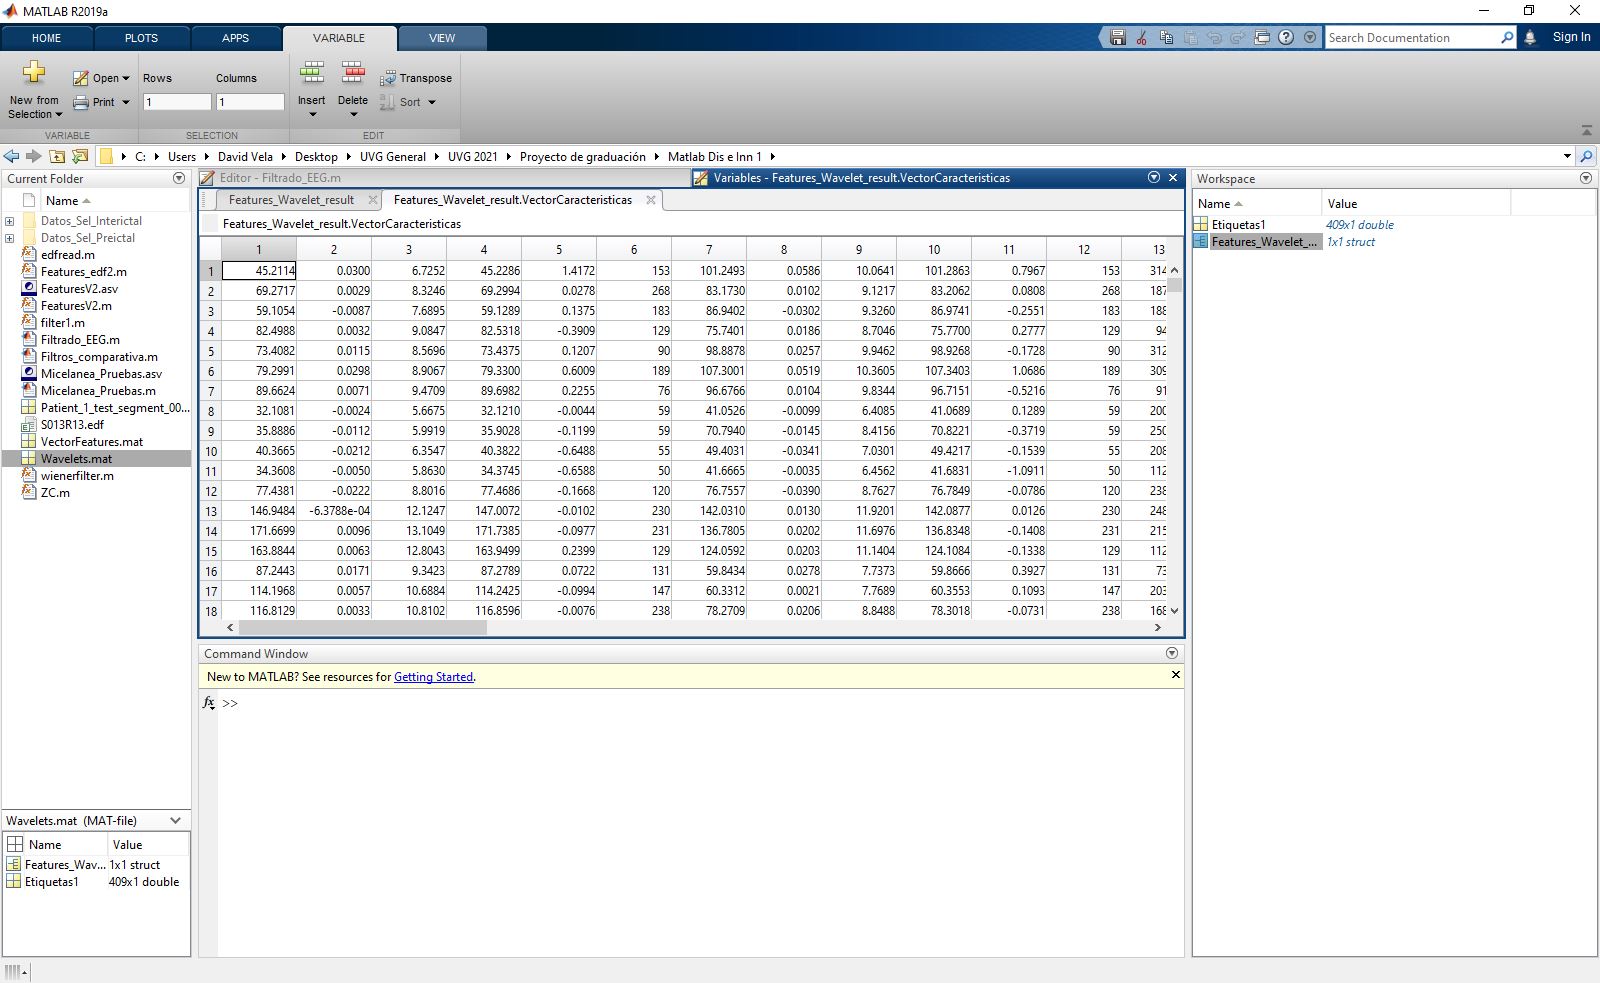 MATLAB R2019a
HOME PLOTS APPS VARIABLE VIEW Search Documentation Sign In
New from Selection Open Print Rows Columns 1 1 Insert Delete Transpose Sort
VARIABLE SELECTION EDIT
C: Users David Vela Desktop UVG General UVG 2021 Proyecto de graduación Matlab Dis e Inn 1
Current Folder
Name
Datos_Sel_Interictal
Datos_Sel_Preictal
edfread.m
Features_edf2.m
FeaturesV2.asv
FeaturesV2.m
filter1.m
Filtrado_EEG.m
Filtros_comparativa.m
Micelanea_Pruebas.asv
Micelanea_Pruebas.m
Patient_1_test_segment_00...
S013R13.edf
VectorFeatures.mat
Wavelets.mat
wienerfilter.m
ZC.m
Wavelets.mat (MAT-file)
Name Value
Features_Wav... 1x1 struct
Etiquetas1 409x1 double
Editor - Filtrado_EEG.m Variables - Features_Wavelet_result.VectorCaracteristicas
Features_Wavelet_result Features_Wavelet_result.VectorCaracteristicas
Features_Wavelet_result.VectorCaracteristicas
1 2 3 4 5 6 7 8 9 10 11 12 13
1 45.2114 0.0300 6.7252 45.2286 1.4172 153 101.2493 0.0586 10.0641 101.2863 0.7967 153 314
2 69.2717 0.0029 8.3246 69.2994 0.0278 268 83.1730 0.0102 9.1217 83.2062 0.0808 268 187
3 59.1054 -0.0087 7.6895 59.1289 0.1375 183 86.9402 -0.0302 9.3260 86.9741 -0.2551 183 188
4 82.4988 0.0032 9.0847 82.5318 -0.3909 129 75.7401 0.0186 8.7046 75.7700 0.2777 129 94
5 73.4082 0.0115 8.5696 73.4375 0.1207 90 98.8878 0.0257 9.9462 98.9268 -0.1728 90 312
6 79.2991 0.0298 8.9067 79.3300 0.6009 189 107.3001 0.0519 10.3605 107.3403 1.0686 189 309
7 89.6624 0.0071 9.4709 89.6982 0.2255 76 96.6766 0.0104 9.8344 96.7151 -0.5216 76 91
8 32.1081 -0.0024 5.6675 32.1210 -0.0044 59 41.0526 -0.0099 6.4085 41.0689 0.1289 59 200
9 35.8886 -0.0112 5.9919 35.9028 -0.1199 59 70.7940 -0.0145 8.4156 70.8221 -0.3719 59 250
10 40.3665 -0.0212 6.3547 40.3822 -0.6488 55 49.4031 -0.0341 7.0301 49.4217 -0.1539 55 208
11 34.3608 -0.0050 5.8630 34.3745 -0.6588 50 41.6665 -0.0035 6.4562 41.6831 -1.0911 50 112
12 77.4381 -0.0222 8.8016 77.4686 -0.1668 120 76.7557 -0.0390 8.7627 76.7849 -0.0786 120 238
13 146.9484 -6.3788e-04 12.1247 147.0072 -0.0102 230 142.0310 0.0130 11.9201 142.0877 0.0126 230 248
14 171.6699 0.0096 13.1049 171.7385 -0.0977 231 136.7805 0.0202 11.6976 136.8348 -0.1408 231 215
15 163.8844 0.0063 12.8043 163.9499 0.2399 129 124.0592 0.0203 11.1404 124.1084 -0.1338 129 112
16 87.2443 0.0171 9.3423 87.2789 0.0722 131 59.8434 0.0278 7.7373 59.8666 0.3927 131 73
17 114.1968 0.0057 10.6884 114.2425 -0.0994 147 60.3312 0.0021 7.7689 60.3553 0.1093 147 203
18 116.8129 0.0033 10.8102 116.8596 -0.0076 238 78.2709 0.0206 8.8488 78.3018 -0.0731 238 168
Command Window
New to MATLAB? See resources for Getting Started.
fx >>
Workspace
Name Value
Etiquetas1 409x1 double
Features_Wavelet_... 1x1 struct